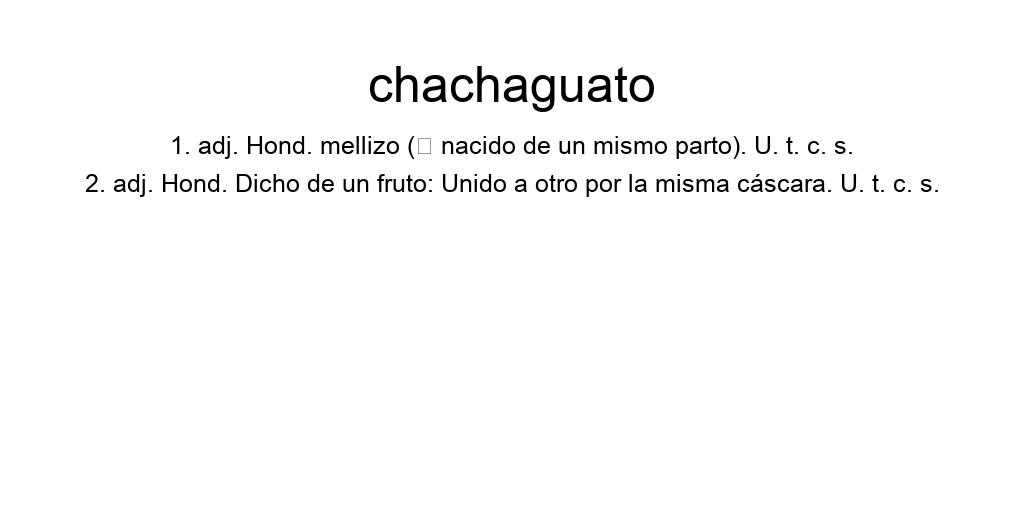 chachaguato
1. adj. Hond. mellizo (□ nacido de un mismo parto). U. t. c. s.
2. adj. Hond. Dicho de un fruto: Unido a otro por la misma cáscara. U. t. c. s.